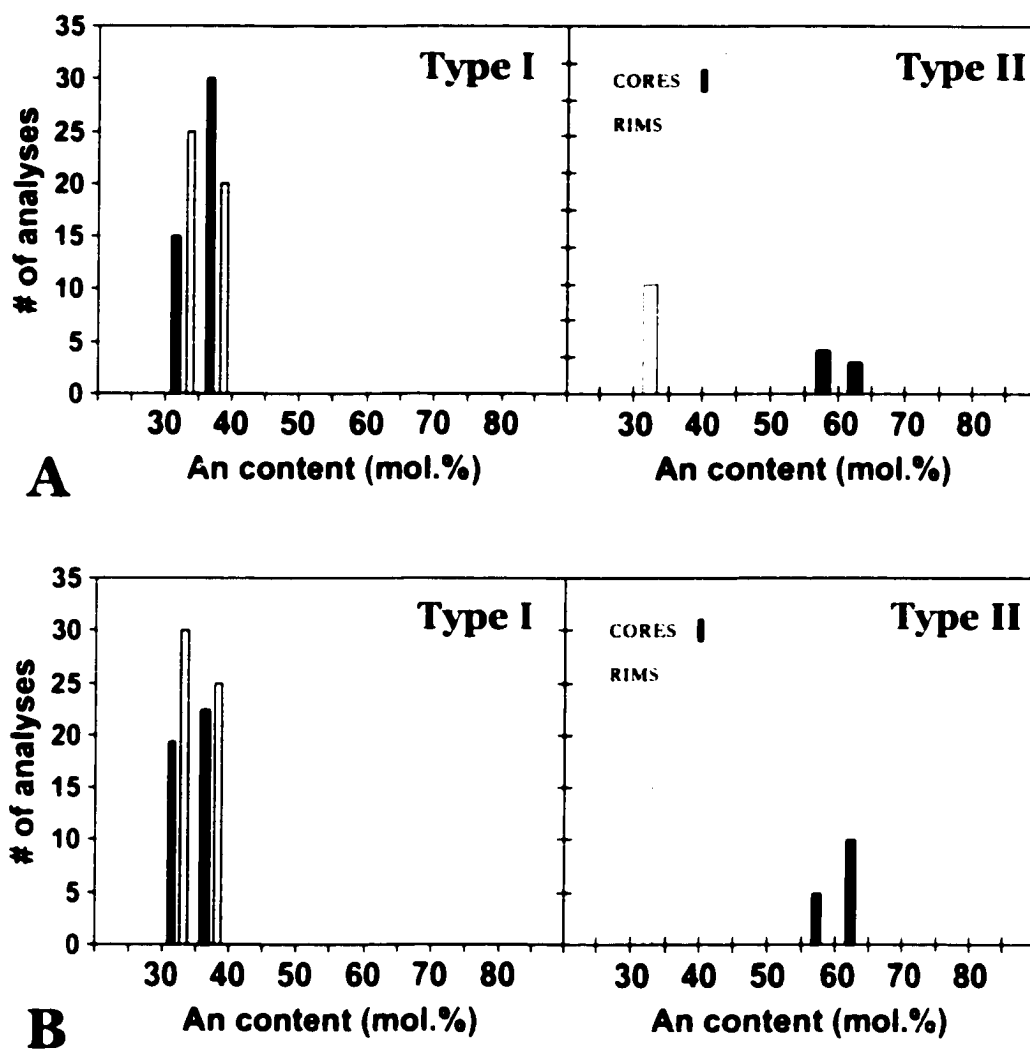 35
30
25
20
15
10
5
0
# of analyses
Type I
CORES
RIMS
Type II
30 40 50 60 70 80
30 40 50 60 70 80
An content (mol.%)
An content (mol.%)
A
35
30
25
20
15
10
5
0
# of analyses
Type I
CORES
RIMS
Type II
30 40 50 60 70 80
30 40 50 60 70 80
An content (mol.%)
An content (mol.%)
B